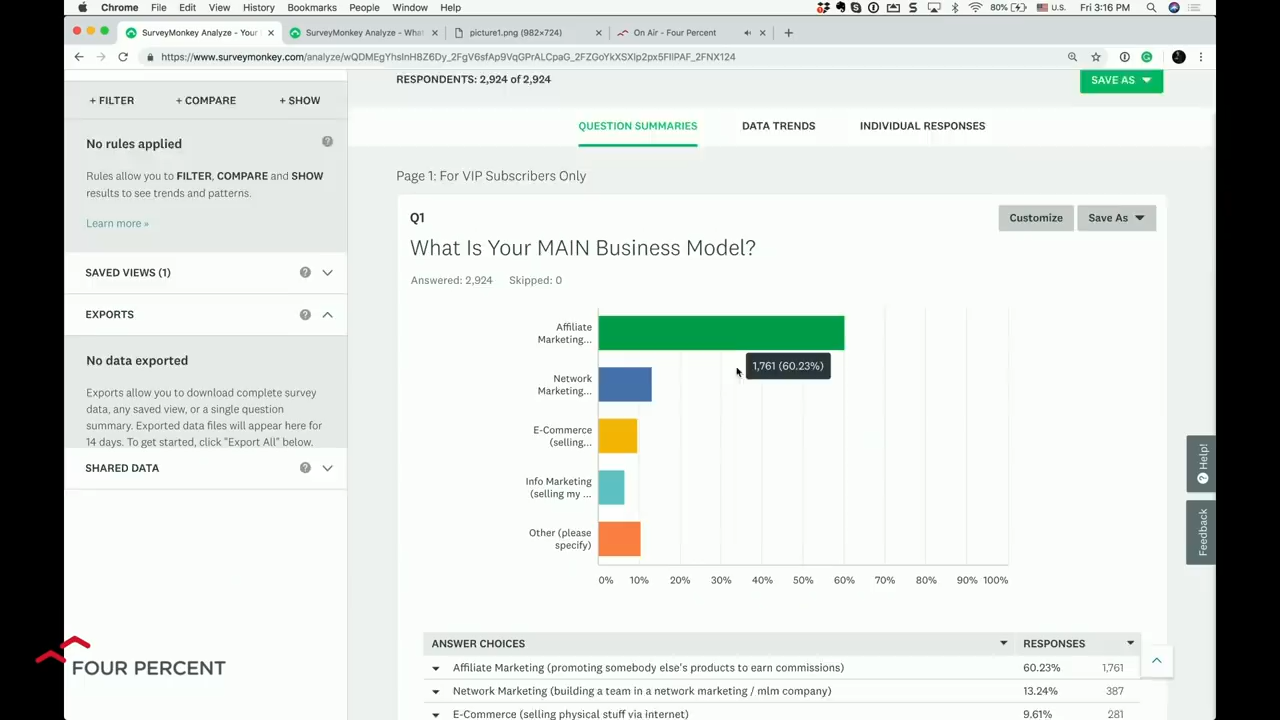 Chrome File Edit View History Bookmarks People Window Help 80% U.S. Fri 3:16 PM
SurveyMonkey Analyze - Your SurveyMonkey Analyze - What picture1.png (982×724) On Air - Four Percent
https://www.surveymonkey.com/analyze/wQDMEgYhsInH8Z6Dy_2FgV6sfAp9VqGPrALCpaG_2FZGoYkXSXlp2px5FIlPAF_2FNX124
RESPONDENTS: 2,924 of 2,924
SAVE AS
+ FILTER + COMPARE + SHOW
QUESTION SUMMARIES DATA TRENDS INDIVIDUAL RESPONSES
No rules applied
Rules allow you to FILTER, COMPARE and SHOW
results to see trends and patterns.
Learn more »
SAVED VIEWS (1)
EXPORTS
No data exported
Exports allow you to download complete survey
data, any saved view, or a single question
summary. Exported data files will appear here for
14 days. To get started, click "Export All" below.
SHARED DATA
Page 1: For VIP Subscribers Only
Q1
Customize Save As
What Is Your MAIN Business Model?
Answered: 2,924 Skipped: 0
Affiliate
Marketing...
1,761 (60.23%)
Network
Marketing...
E-Commerce
(selling...
Info Marketing
(selling my ...
Other (please
specify)
0% 10% 20% 30% 40% 50% 60% 70% 80% 90% 100%
ANSWER CHOICES RESPONSES
Affiliate Marketing (promoting somebody else's products to earn commissions) 60.23% 1,761
Network Marketing (building a team in a network marketing / mlm company) 13.24% 387
E-Commerce (selling physical stuff via internet) 9.61% 281
Help!
Feedback
FOUR PERCENT